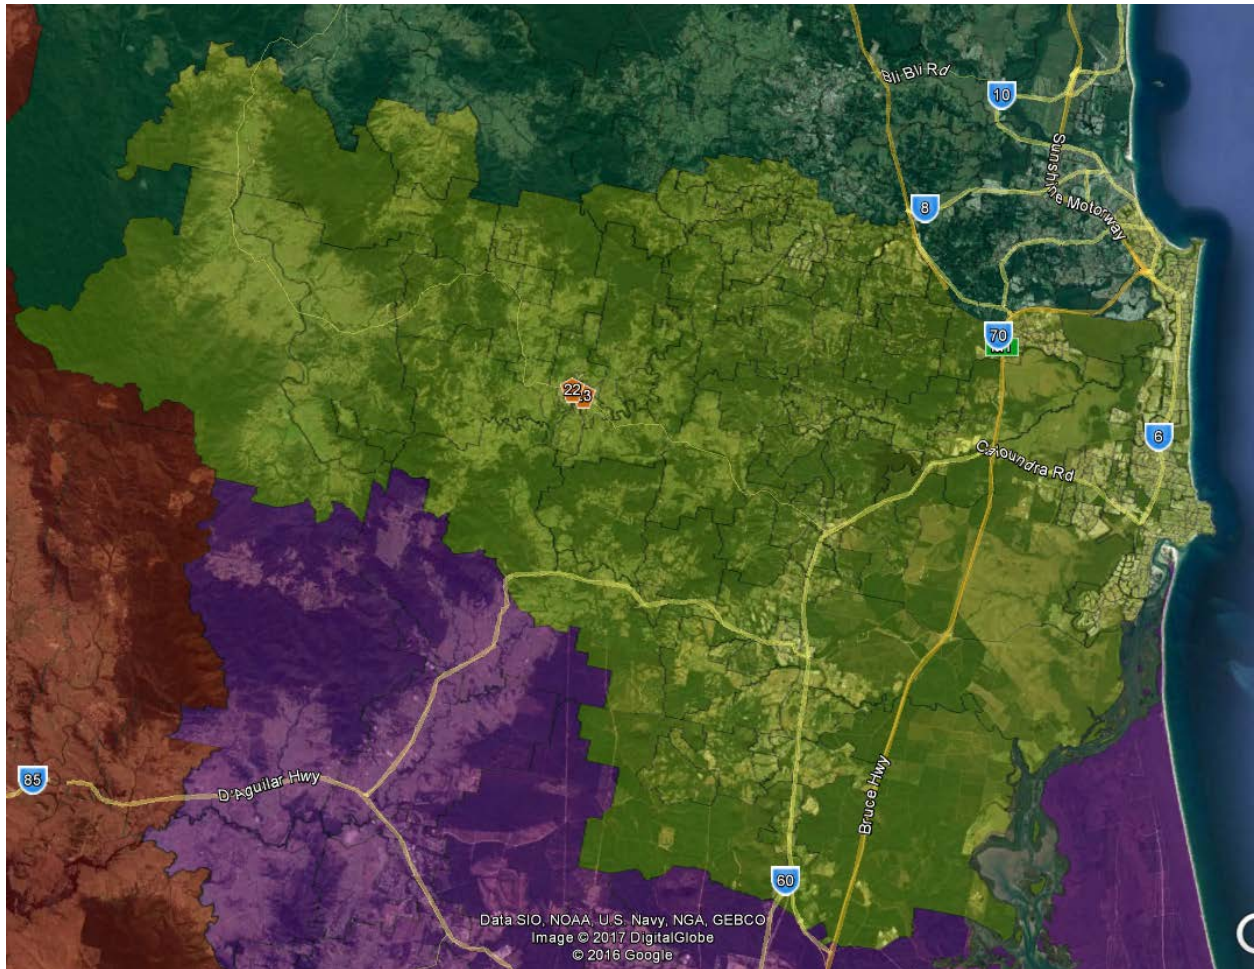 Bli Bli Rd
10
Sunshine Motorway
8
70
22
6
Caloundra Rd
85
D'Aguilar Hwy
Bruce Hwy
60
Data SIO, NOAA, U.S. Navy, NGA, GEBCO
Image © 2017 DigitalGlobe
© 2016 Google